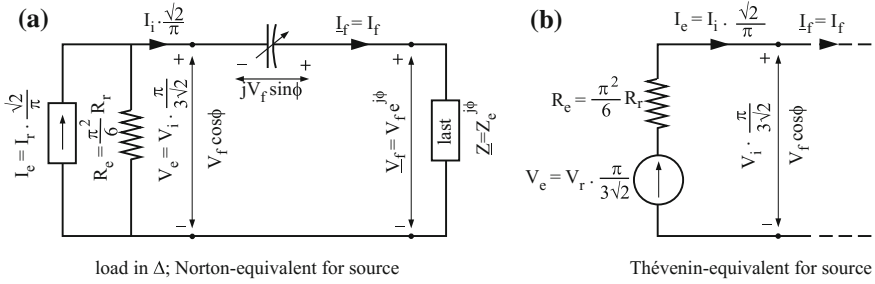 (a)
I_i · √2/π
I_f = I_f
I_e = I_r · √2/π
R_e = π²/6 R_r
+
V_e = V_i · π/3√2
V_f cosϕ
−
− +
jV_f sinϕ
+
V_f = V_f e^jϕ
−
last
Z = Z_e^jϕ
load in Δ; Norton-equivalent for source
(b)
I_e = I_i · √2/π
I_f = I_f
R_e = π²/6 R_r
V_e = V_r · π/3√2
+
V_i · π/3√2
V_f cosϕ
−
Thévenin-equivalent for source